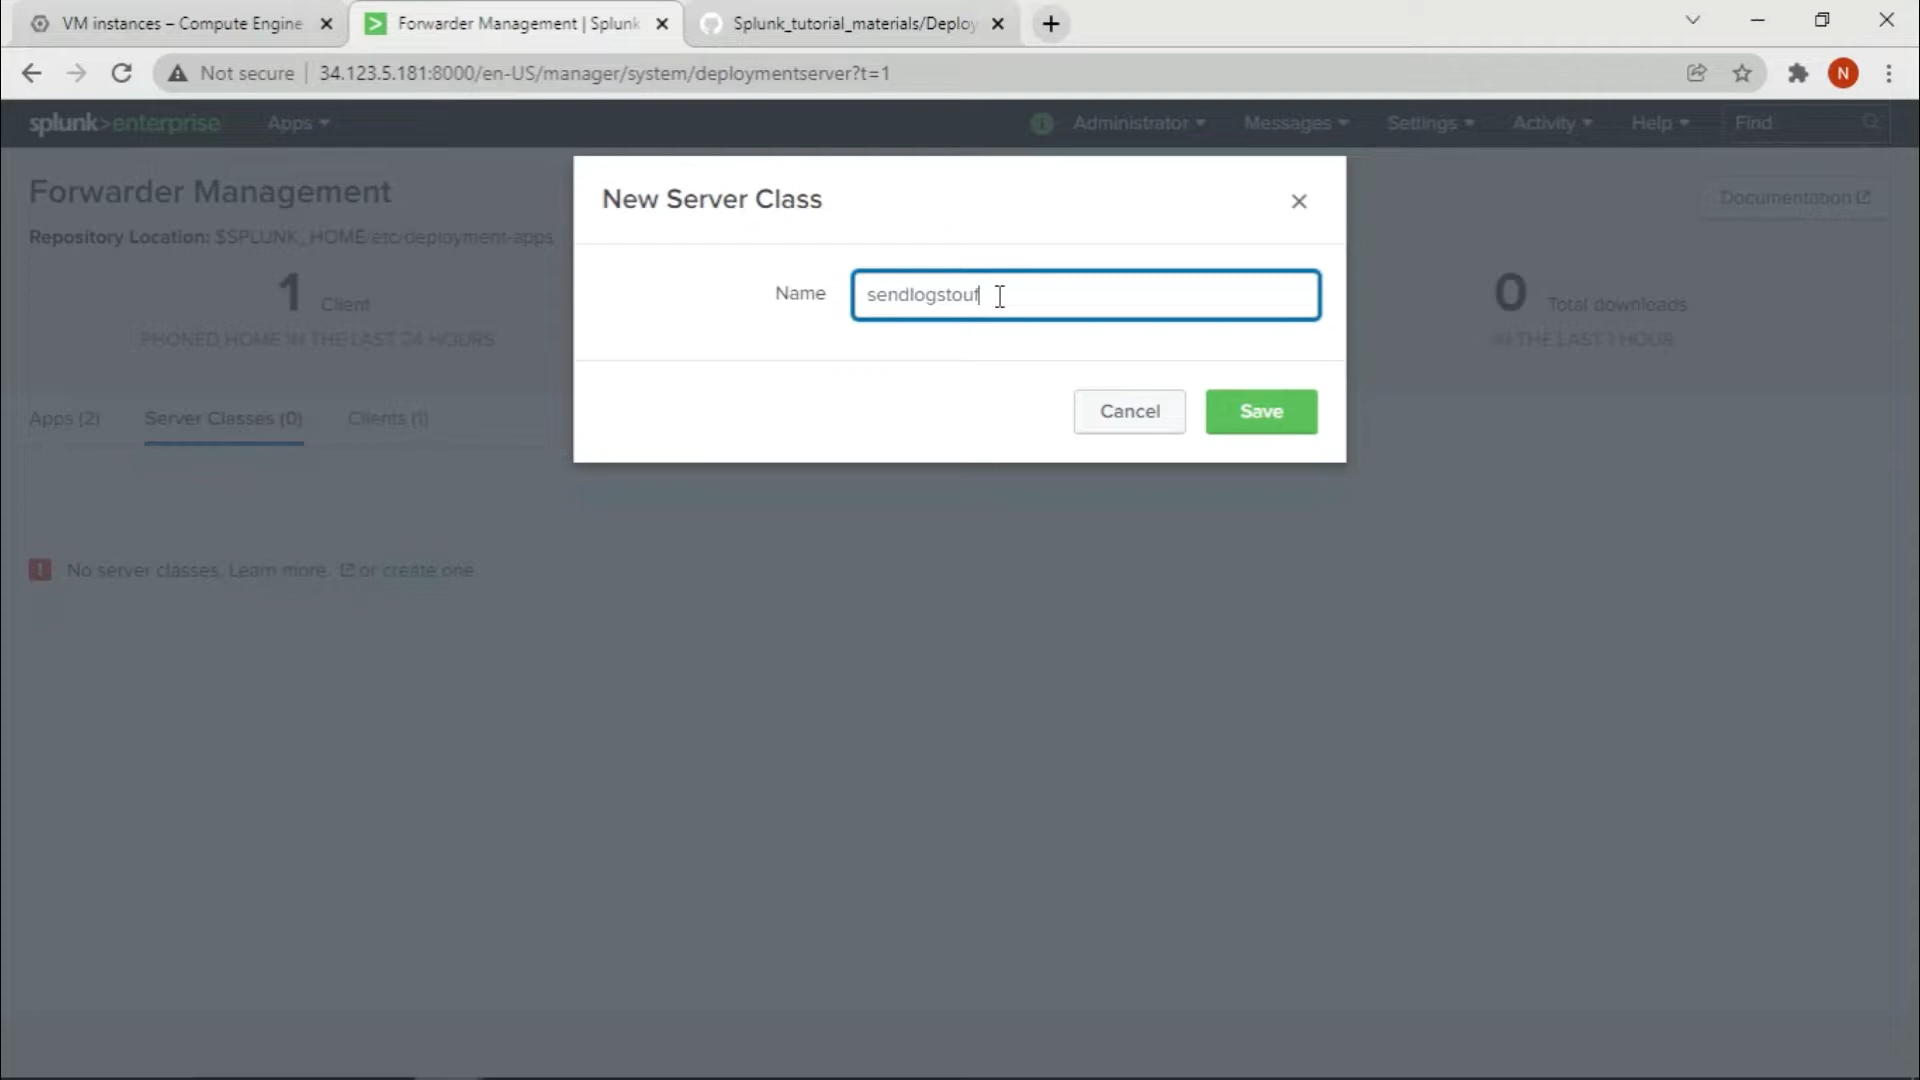 VM instances – Compute Engine
Forwarder Management | Splunk
Splunk_tutorial_materials/Deploy
Not secure
34.123.5.181:8000/en-US/manager/system/deploymentserver?t=1
N
splunk>enterprise
Apps
Administrator
Messages
Settings
Activity
Help
Find
Forwarder Management
Documentation
Repository Location: $SPLUNK_HOME/etc/deployment-apps
New Server Class
Name
sendlogstouf
Cancel
Save
1 Client
PHONED HOME IN THE LAST 24 HOURS
0 Total downloads
IN THE LAST 1 HOUR
Apps (2)
Server Classes (0)
Clients (1)
No server classes. Learn more. or create one